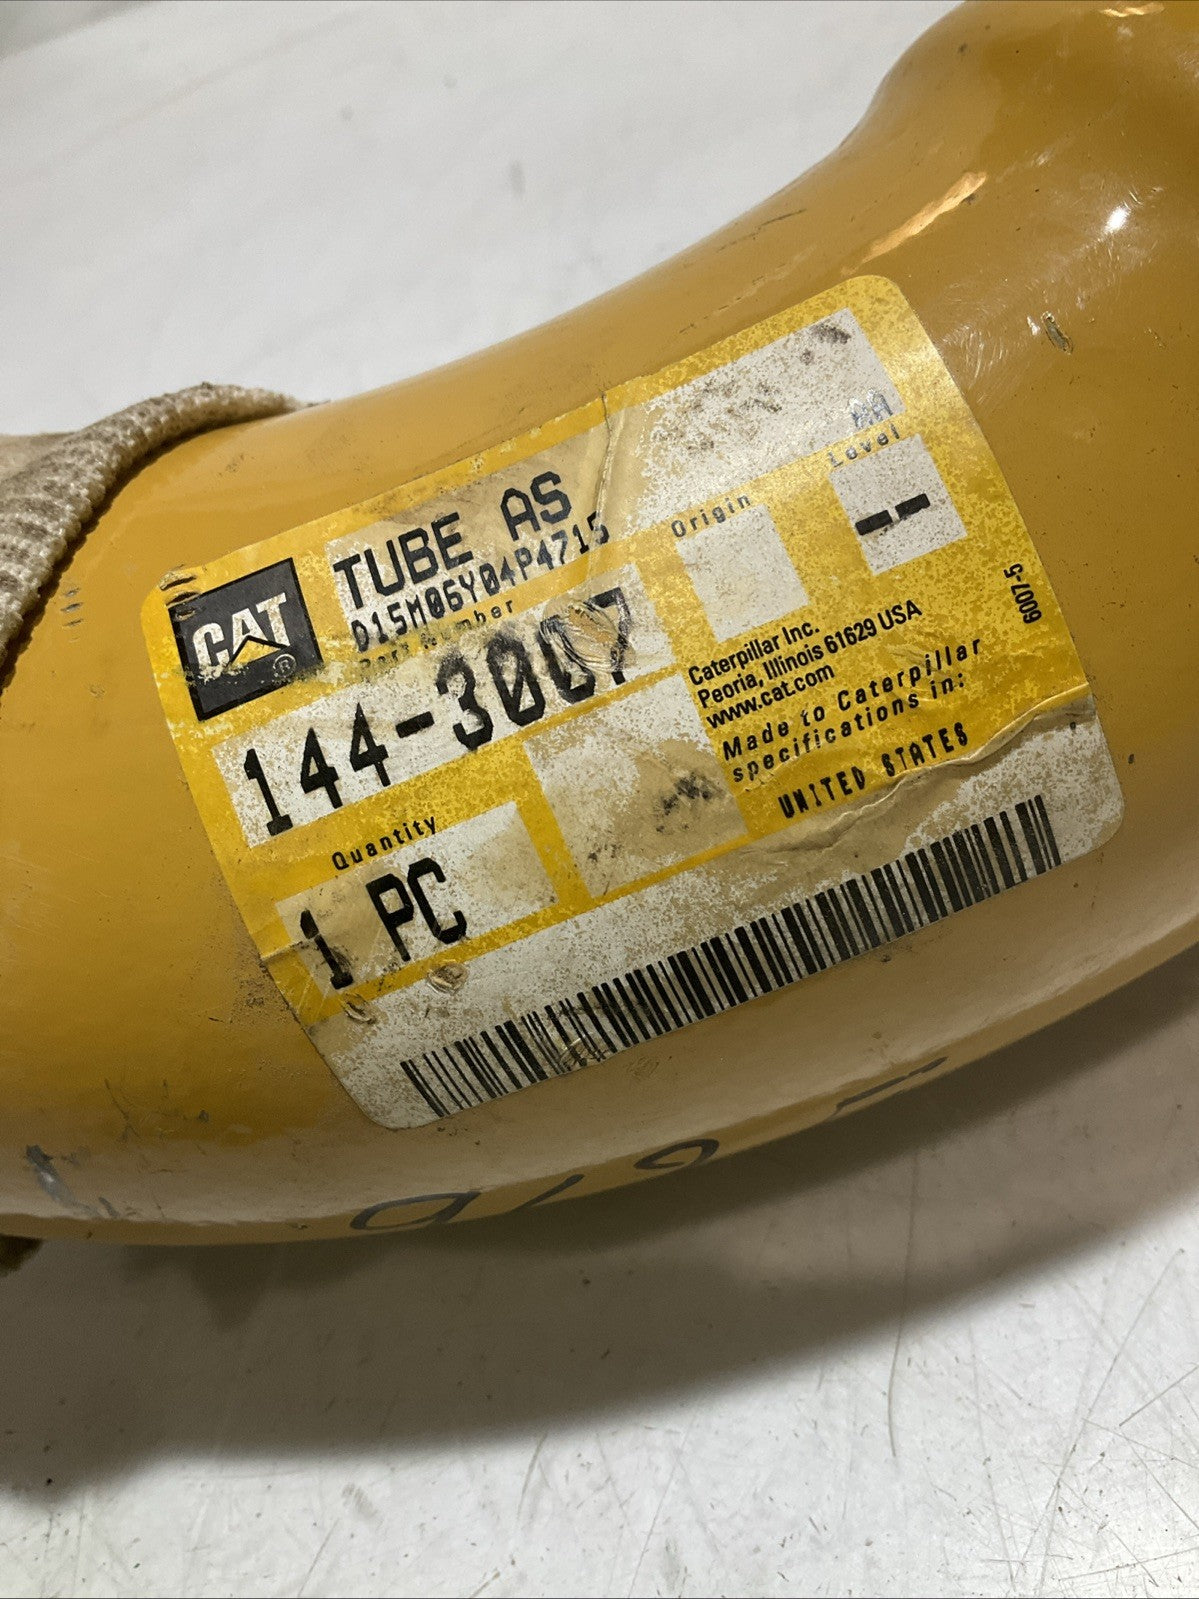 CAT®
TUBE AS
D15M06Y04P4715
Part Number
144-3007
Quantity
1 PC
Origin
Level
--
Caterpillar Inc.
Peoria, Illinois 61629 USA
www.cat.com
Made to Caterpillar
specifications in:
UNITED STATES
6007-5